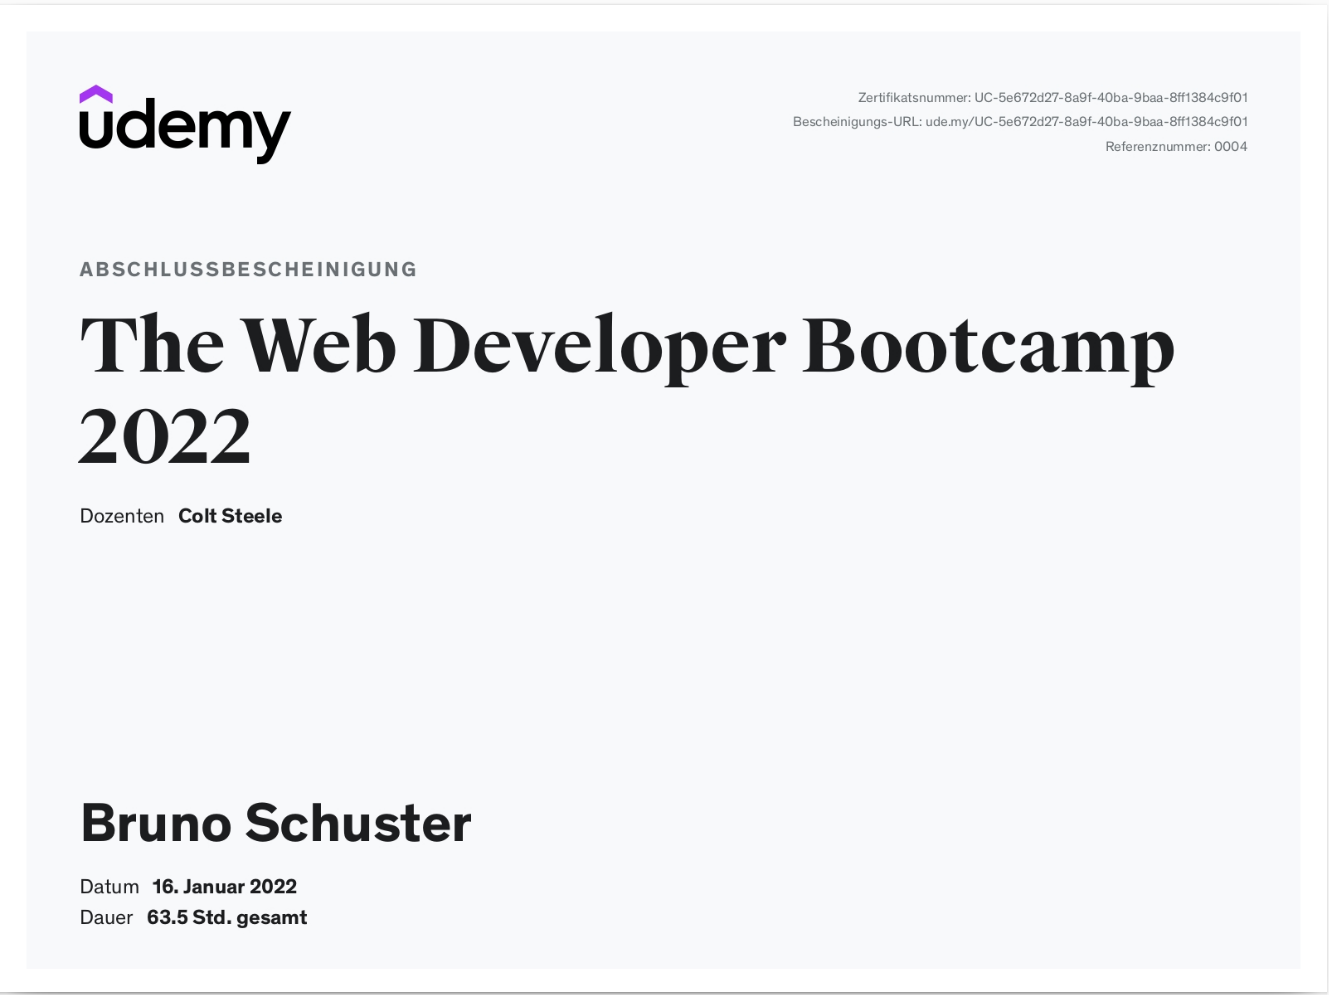 udemy
Zertifikatsnummer: UC-5e672d27-8a9f-40ba-9baa-8ff1384c9f01
Bescheinigungs-URL: ude.my/UC-5e672d27-8a9f-40ba-9baa-8ff1384c9f01
Referenznummer: 0004
ABSCHLUSSBESCHEINIGUNG
The Web Developer Bootcamp
2022
Dozenten Colt Steele
Bruno Schuster
Datum 16. Januar 2022
Dauer 63.5 Std. gesamt